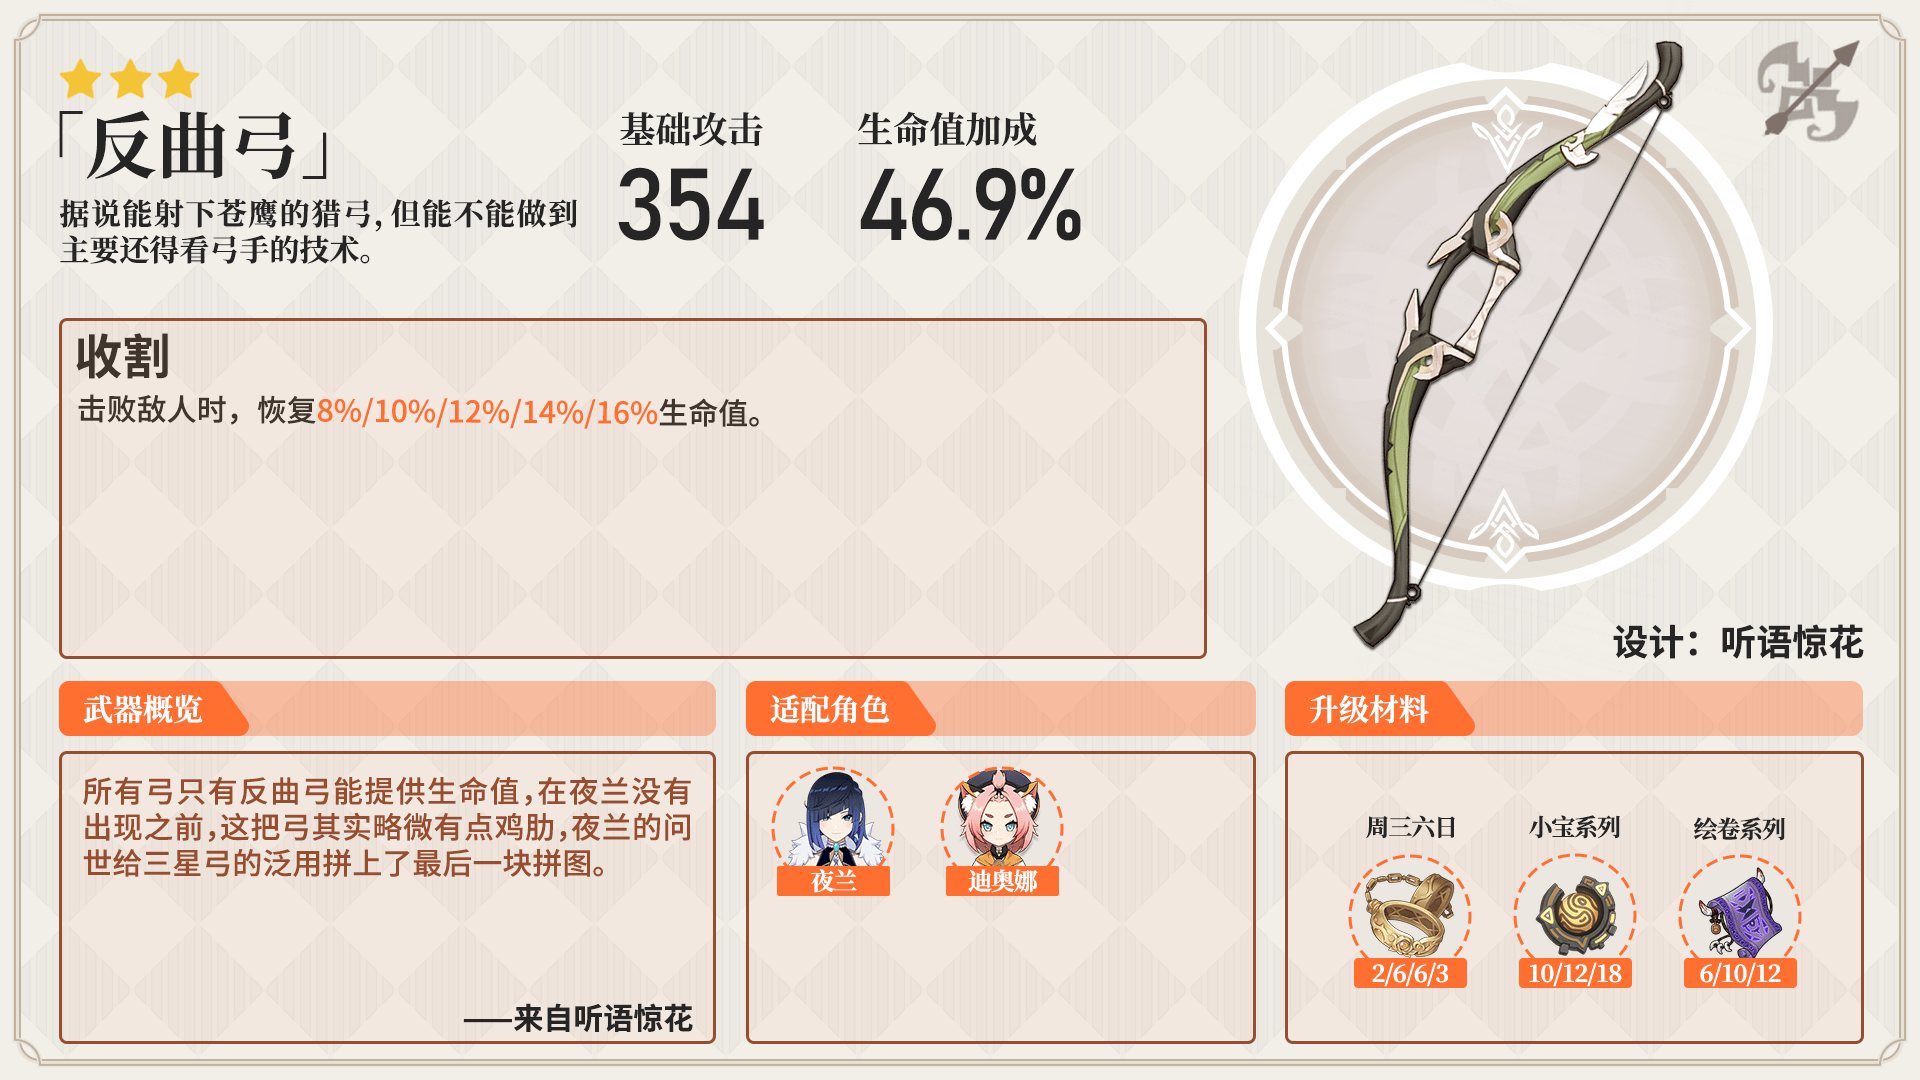 「反曲弓」
据说能射下苍鹰的猎弓,但能不能做到
主要还得看弓手的技术。
基础攻击
354
生命值加成
46.9%
弓
收割
击败敌人时，恢复8%/10%/12%/14%/16%生命值。
设计：听语惊花
武器概览
所有弓只有反曲弓能提供生命值,在夜兰没有
出现之前,这把弓其实略微有点鸡肋,夜兰的问
世给三星弓的泛用拼上了最后一块拼图。
——来自听语惊花
适配角色
夜兰
迪奥娜
升级材料
周三六日
2/6/6/3
小宝系列
10/12/18
绘卷系列
6/10/12